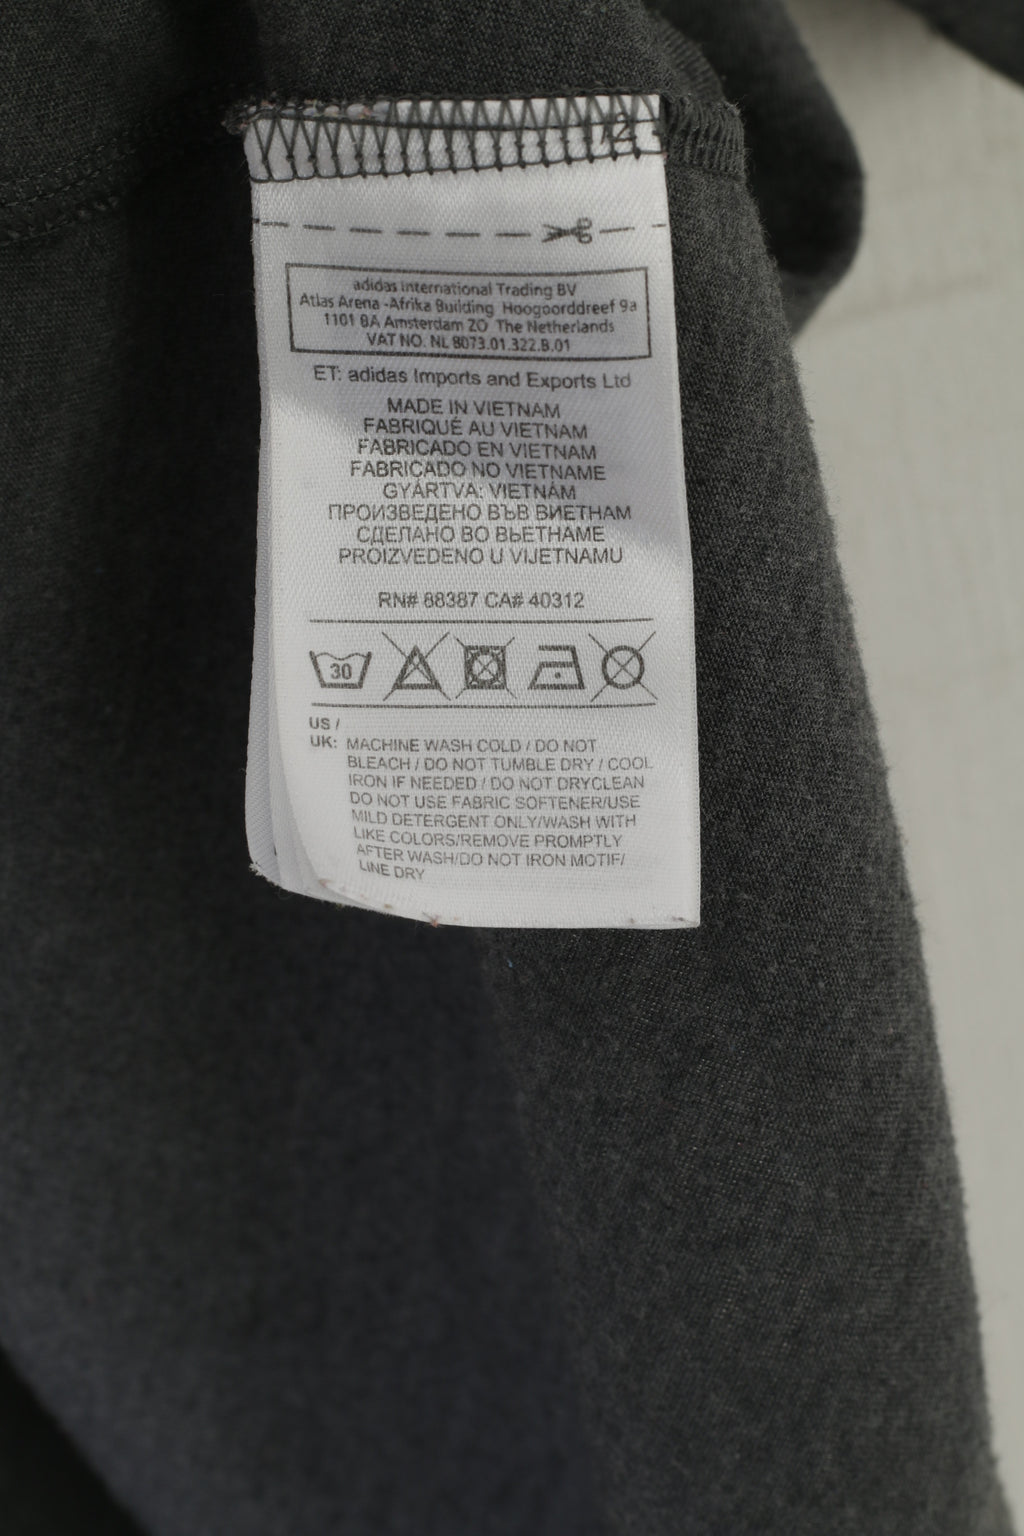 1/2
adidas International Trading BV
Atlas Arena -Afrika Building Hoogoorddreef 9a
1101 BA Amsterdam ZO The Netherlands
VAT NO. NL 8073.01.322.B.01
ET: adidas Imports and Exports Ltd
MADE IN VIETNAM
FABRIQUÉ AU VIETNAM
FABRICADO EN VIETNAM
FABRICADO NO VIETNAME
GYÁRTVA: VIETNÁM
ПРОИЗВЕДЕНО ВЪВ ВИЕТНАМ
СДЕЛАНО ВО ВЬЕТНАМЕ
PROIZVEDENO U VIJETNAMU
RN# 88387 CA# 40312
30
US /
UK: MACHINE WASH COLD / DO NOT
BLEACH / DO NOT TUMBLE DRY / COOL
IRON IF NEEDED / DO NOT DRYCLEAN
DO NOT USE FABRIC SOFTENER/USE
MILD DETERGENT ONLY/WASH WITH
LIKE COLORS/REMOVE PROMPTLY
AFTER WASH/DO NOT IRON MOTIF/
LINE DRY